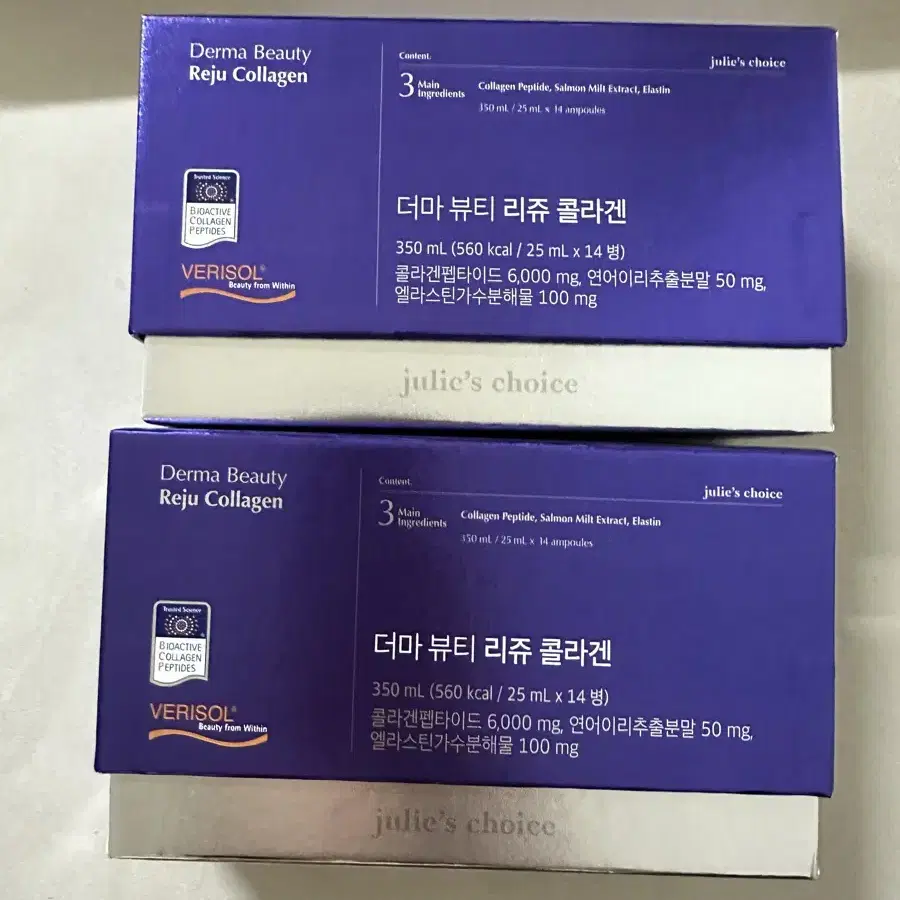 Derma Beauty
Reju Collagen
Content.
julie's choice
3 Main Ingredients
Collagen Peptide, Salmon Milt Extract, Elastin
350 mL / 25 mL x 14 ampoules
Trusted Science
BIOACTIVE
COLLAGEN
PEPTIDES
VERISOL®
Beauty from Within
더마 뷰티 리쥬 콜라겐
350 mL (560 kcal / 25 mL x 14 병)
콜라겐펩타이드 6,000 mg, 연어이리추출분말 50 mg,
엘라스틴가수분해물 100 mg
julie's choice
Derma Beauty
Reju Collagen
Content.
julie's choice
3 Main Ingredients
Collagen Peptide, Salmon Milt Extract, Elastin
350 mL / 25 mL x 14 ampoules
Trusted Science
BIOACTIVE
COLLAGEN
PEPTIDES
VERISOL®
Beauty from Within
더마 뷰티 리쥬 콜라겐
350 mL (560 kcal / 25 mL x 14 병)
콜라겐펩타이드 6,000 mg, 연어이리추출분말 50 mg,
엘라스틴가수분해물 100 mg
julie's choice